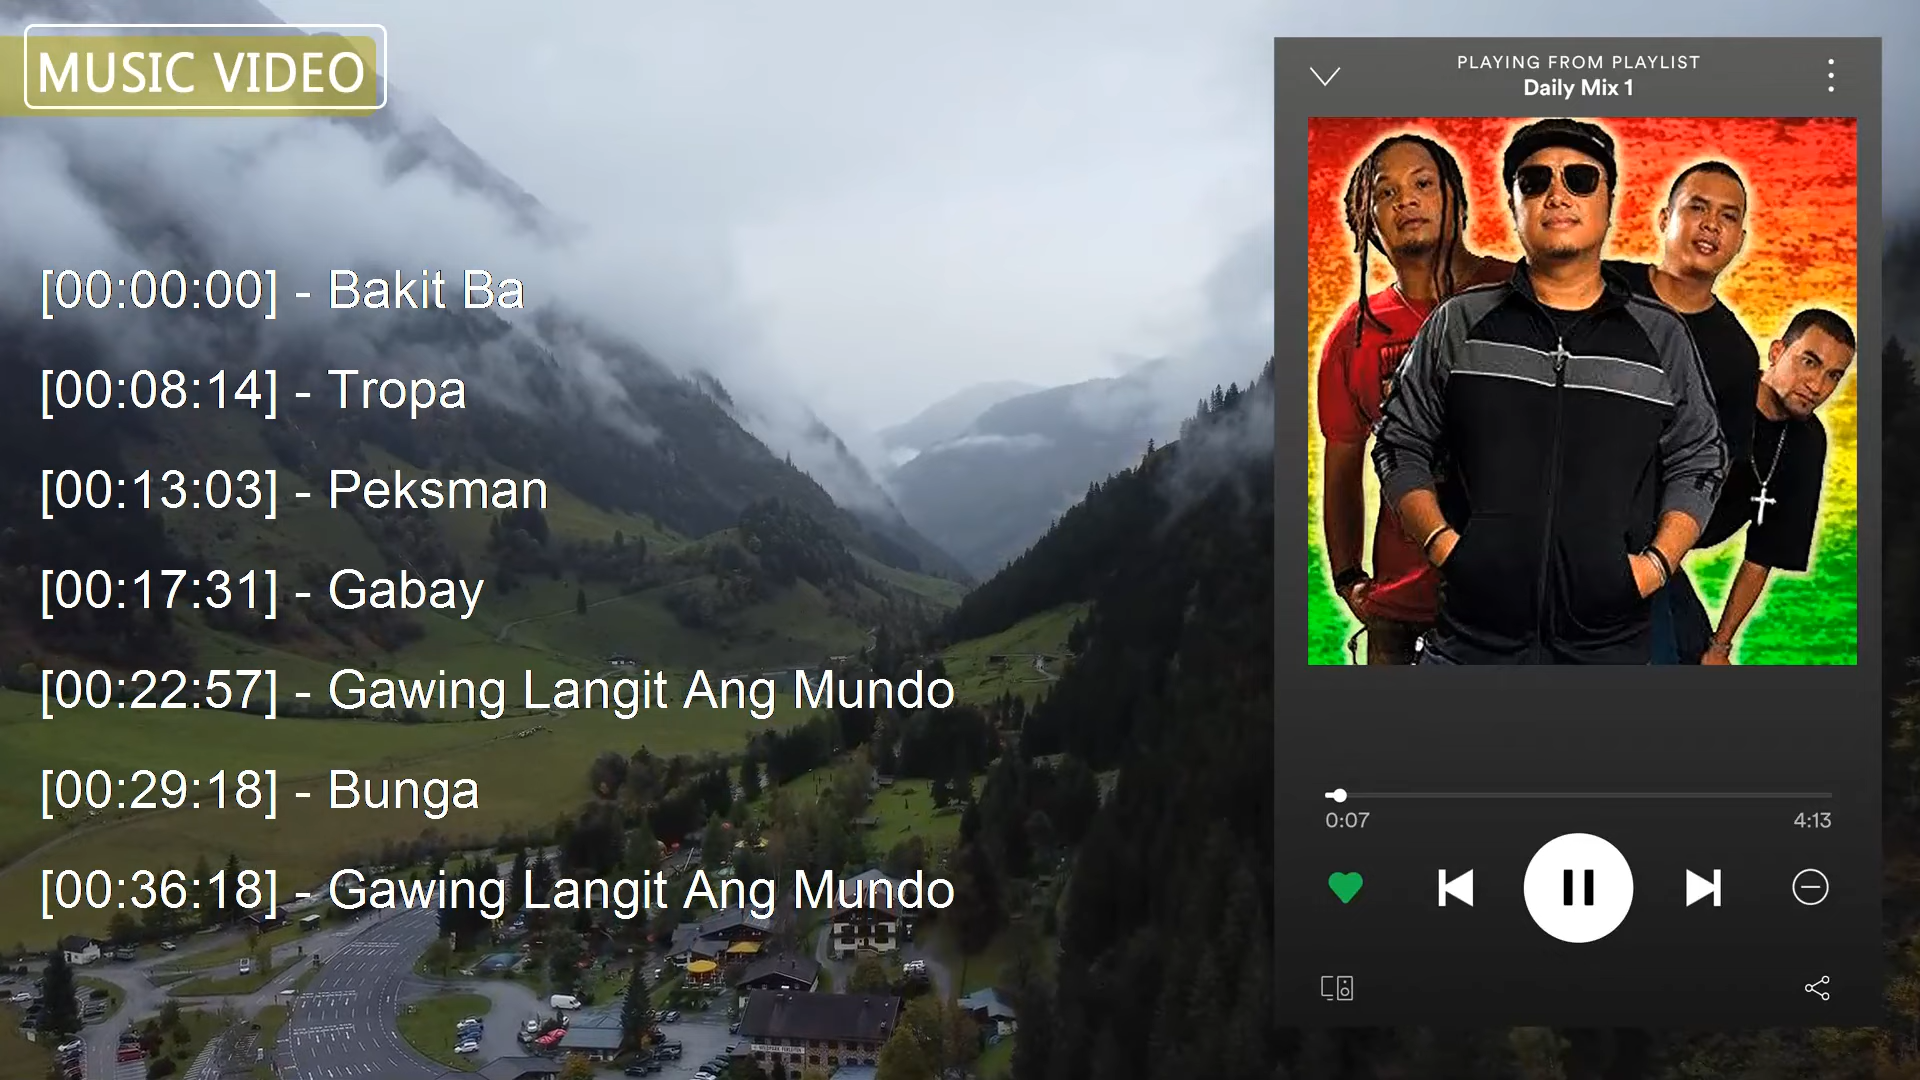 MUSIC VIDEO
[00:00:00] - Bakit Ba
[00:08:14] - Tropa
[00:13:03] - Peksman
[00:17:31] - Gabay
[00:22:57] - Gawing Langit Ang Mundo
[00:29:18] - Bunga
[00:36:18] - Gawing Langit Ang Mundo
PLAYING FROM PLAYLIST
Daily Mix 1
0:07
4:13